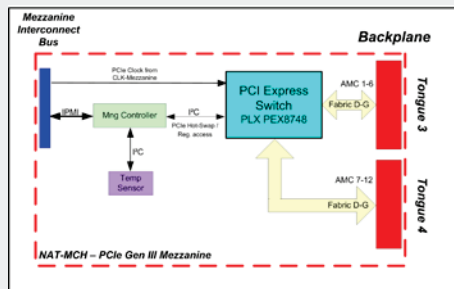 Mezzanine
Interconnect
Bus
Backplane
PCIe Clock from
CLK-Mezzanine
PCI Express
Switch
PLX PEX8748
AMC 1-6
Fabric D-G
Tongue 3
IPMI
Mng Controller
I²C
PCIe Hot-Swap /
Reg. access
I²C
Temp
Sensor
AMC 7-12
Fabric D-G
Tongue 4
NAT-MCH – PCIe Gen III Mezzanine